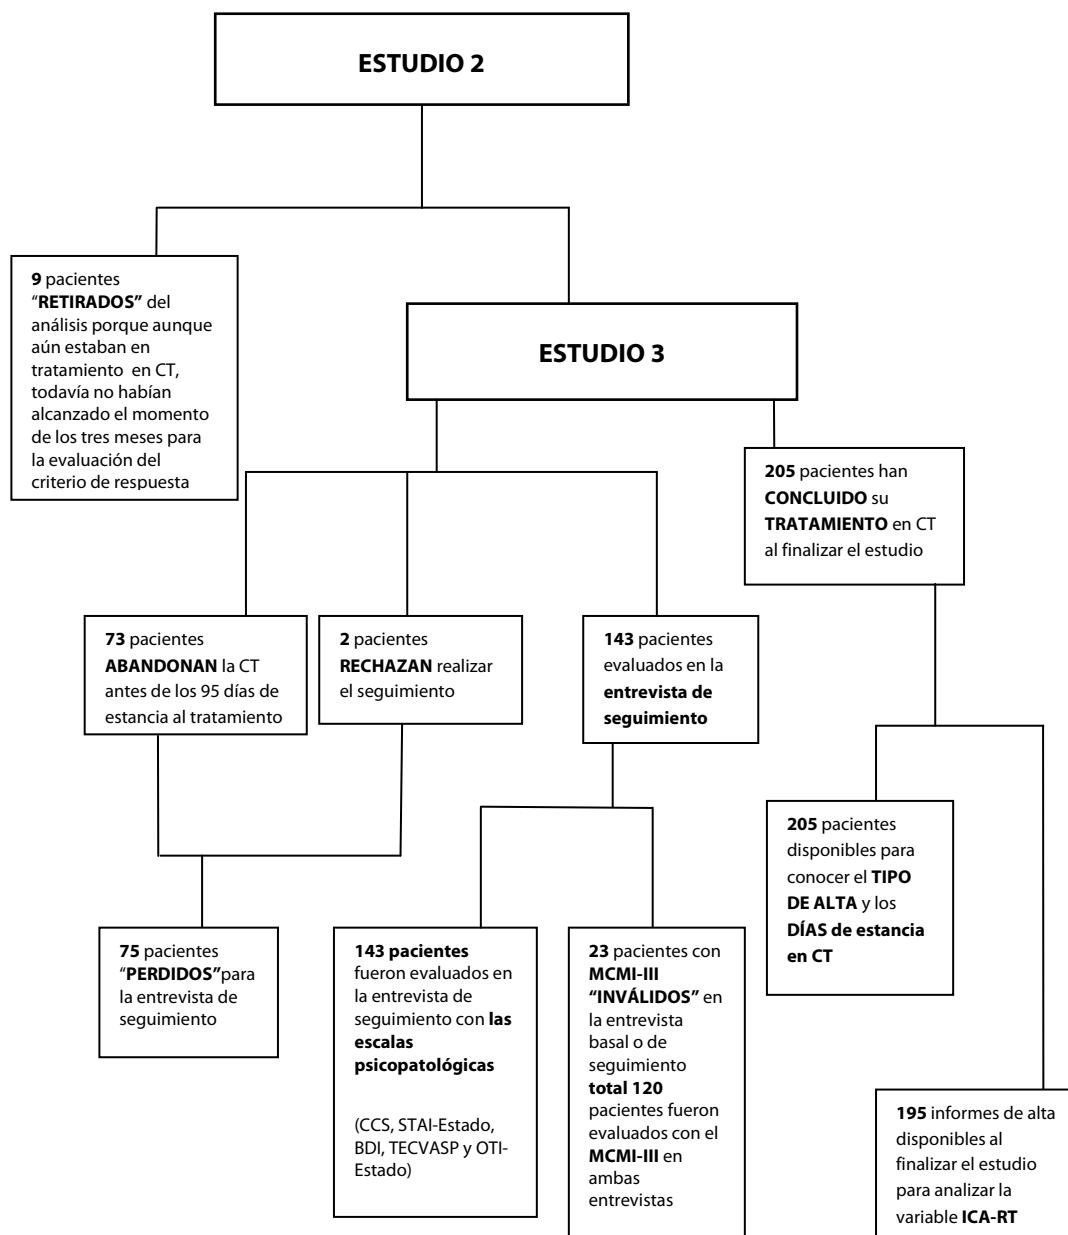 ESTUDIO 2
9 pacientes
“RETIRADOS” del
análisis porque aunque
aún estaban en
tratamiento en CT,
todavía no habían
alcanzado el momento
de los tres meses para
la evaluación del
criterio de respuesta
ESTUDIO 3
205 pacientes han
CONCLUIDO su
TRATAMIENTO en CT
al finalizar el estudio
73 pacientes
ABANDONAN la CT
antes de los 95 días de
estancia al tratamiento
2 pacientes
RECHAZAN realizar
el seguimiento
143 pacientes
evaluados en la
entrevista de
seguimiento
205 pacientes
disponibles para
conocer el TIPO
DE ALTA y los
DÍAS de estancia
en CT
75 pacientes
“PERDIDOS”para
la entrevista de
seguimiento
143 pacientes
fueron evaluados en
la entrevista de
seguimiento con las
escalas
psicopatológicas
(CCS, STAI-Estado,
BDI, TECVASP y OTI-
Estado)
23 pacientes con
MCMI-III
“INVÁLIDOS” en
la entrevista
basal o de
seguimiento
total 120
pacientes fueron
evaluados con el
MCMI-III en
ambas
entrevistas
195 informes de alta
disponibles al
finalizar el estudio
para analizar la
variable ICA-RT